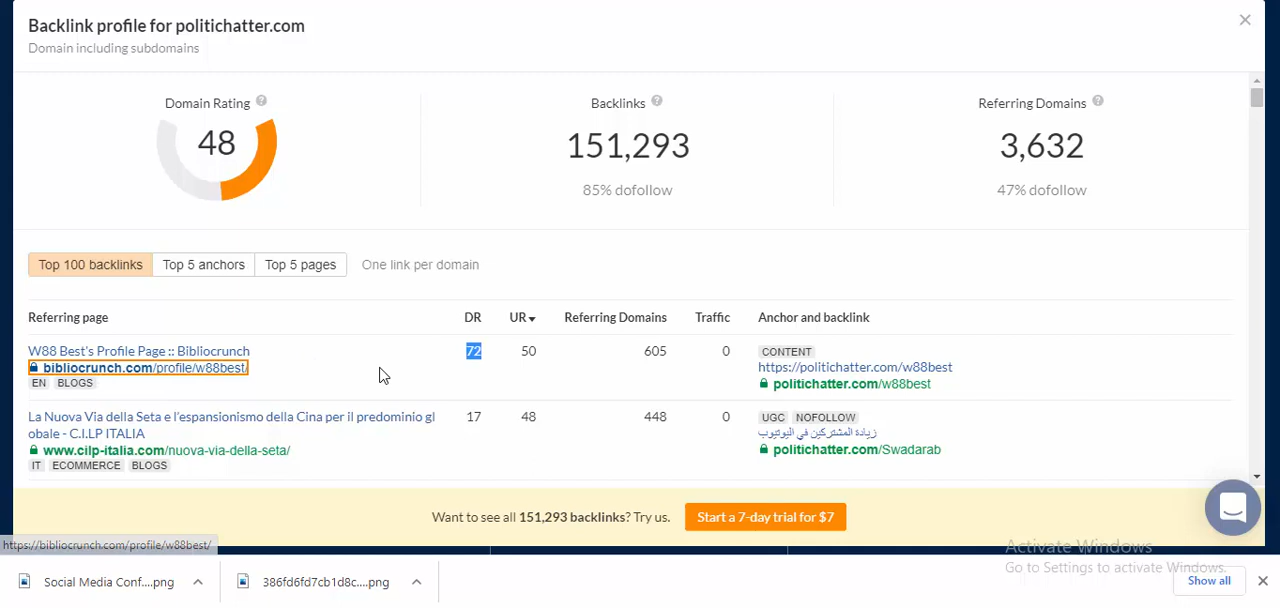 Backlink profile for politichatter.com
Domain including subdomains
Domain Rating ?
Backlinks ?
Referring Domains ?
48
151,293
3,632
85% dofollow
47% dofollow
Top 100 backlinks Top 5 anchors Top 5 pages One link per domain
Referring page DR UR Referring Domains Traffic Anchor and backlink
W88 Best's Profile Page :: Bibliocrunch 72 50 605 0 CONTENT
bibliocrunch.com/profile/w88best/ https://politichatter.com/w88best
EN BLOGS politichatter.com/w88best
La Nuova Via della Seta e l'espansionismo della Cina per il predominio gl 17 48 448 0 UGC NOFOLLOW
obale - C.I.LP ITALIA زيادة المشتركين في اليوتيوب
www.cilp-italia.com/nuova-via-della-seta/ politichatter.com/Swadarab
IT ECOMMERCE BLOGS
Want to see all 151,293 backlinks? Try us. Start a 7-day trial for $7
https://bibliocrunch.com/profile/w88best/
Activate Windows
Go to Settings to activate Windows.
Social Media Conf....png 386fd6fd7cb1d8c....png Show all